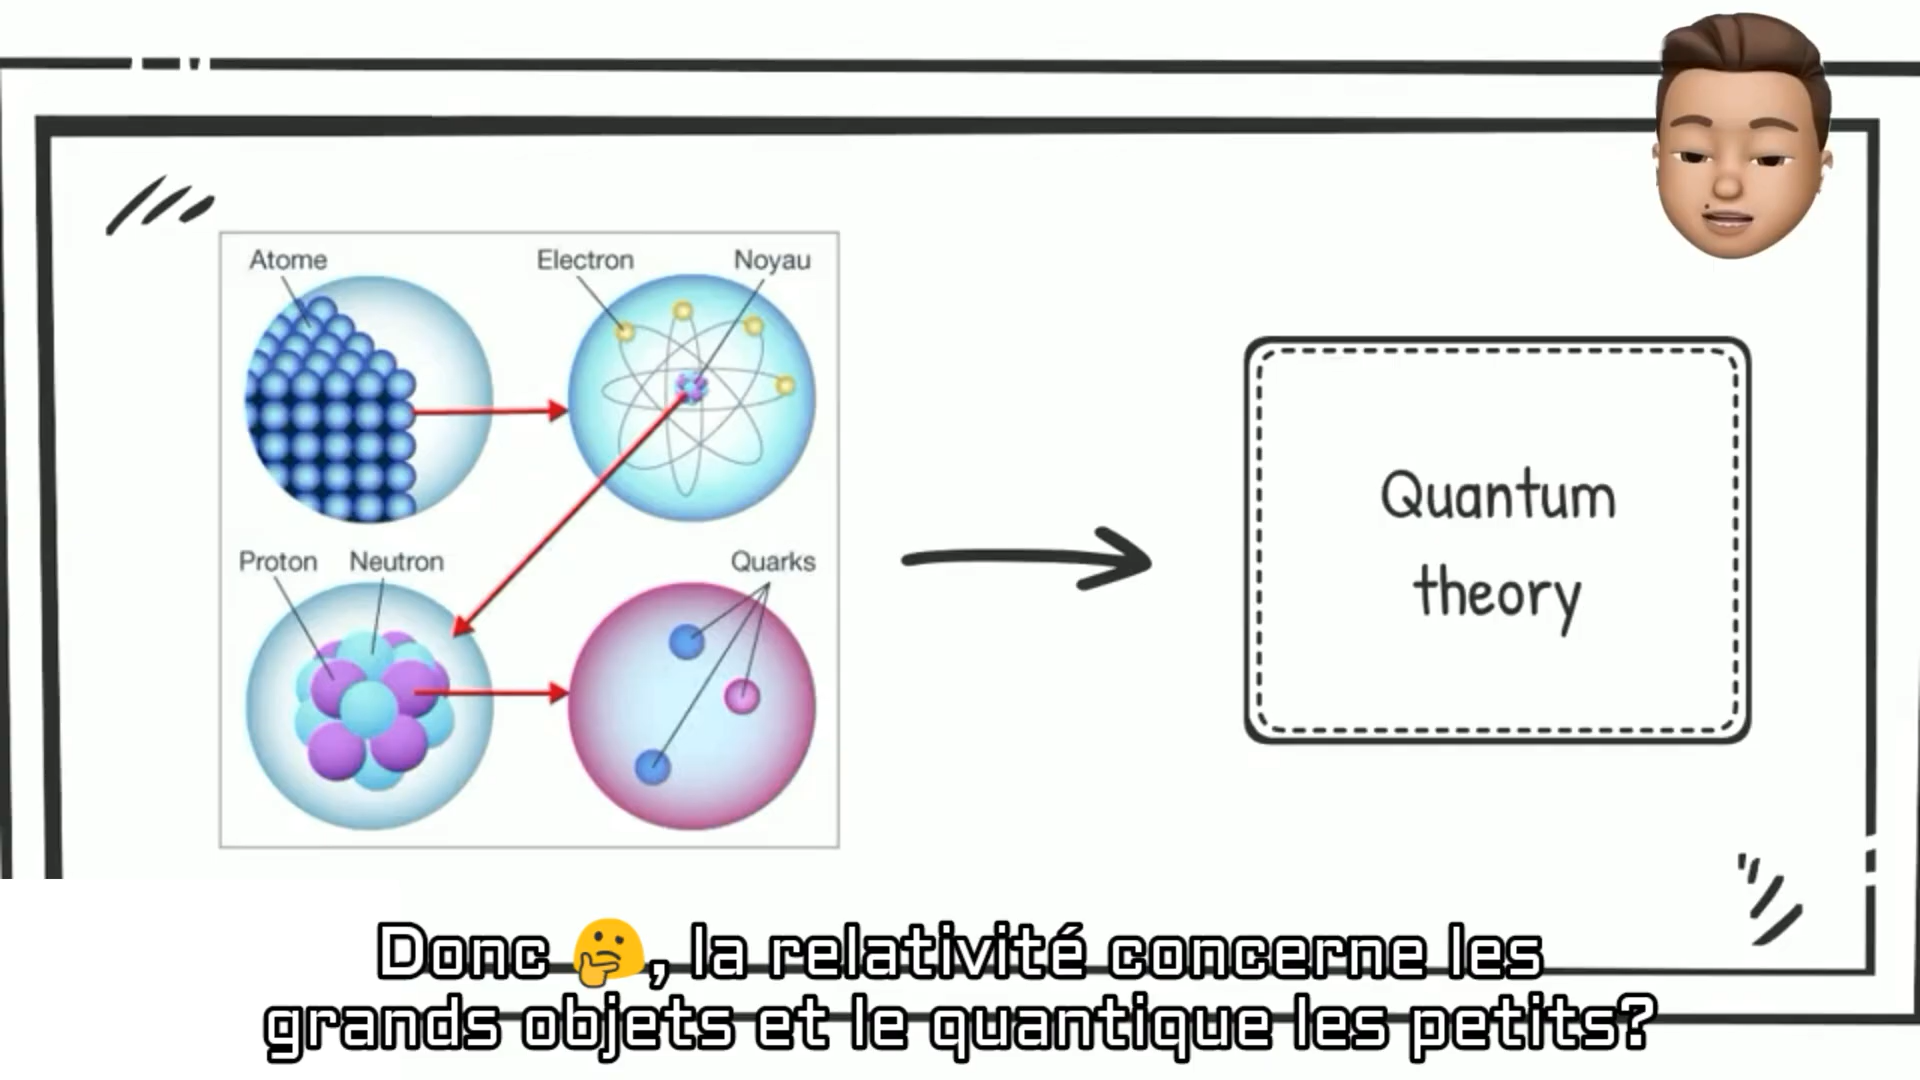 Atome
Electron
Noyau
Proton
Neutron
Quarks
Quantum
theory
Donc 🤔, la relativité concerne les
grands objets et le quantique les petits?